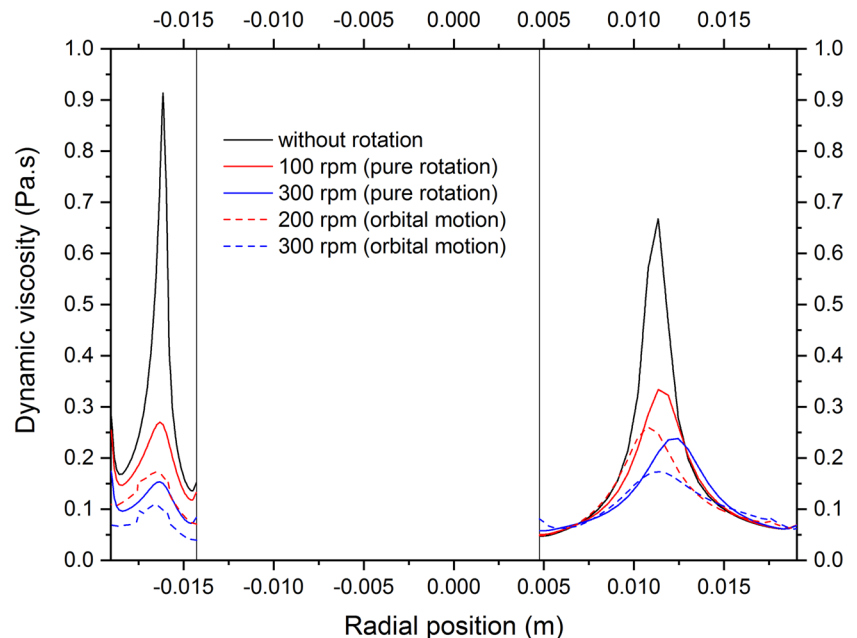 -0.015 -0.010 -0.005 0.000 0.005 0.010 0.015
1.0 1.0
0.9 0.9
0.8 0.8
0.7 0.7
0.6 0.6
0.5 0.5
0.4 0.4
0.3 0.3
0.2 0.2
0.1 0.1
0.0 0.0
Dynamic viscosity (Pa.s)
without rotation
100 rpm (pure rotation)
300 rpm (pure rotation)
200 rpm (orbital motion)
300 rpm (orbital motion)
-0.015 -0.010 -0.005 0.000 0.005 0.010 0.015
Radial position (m)